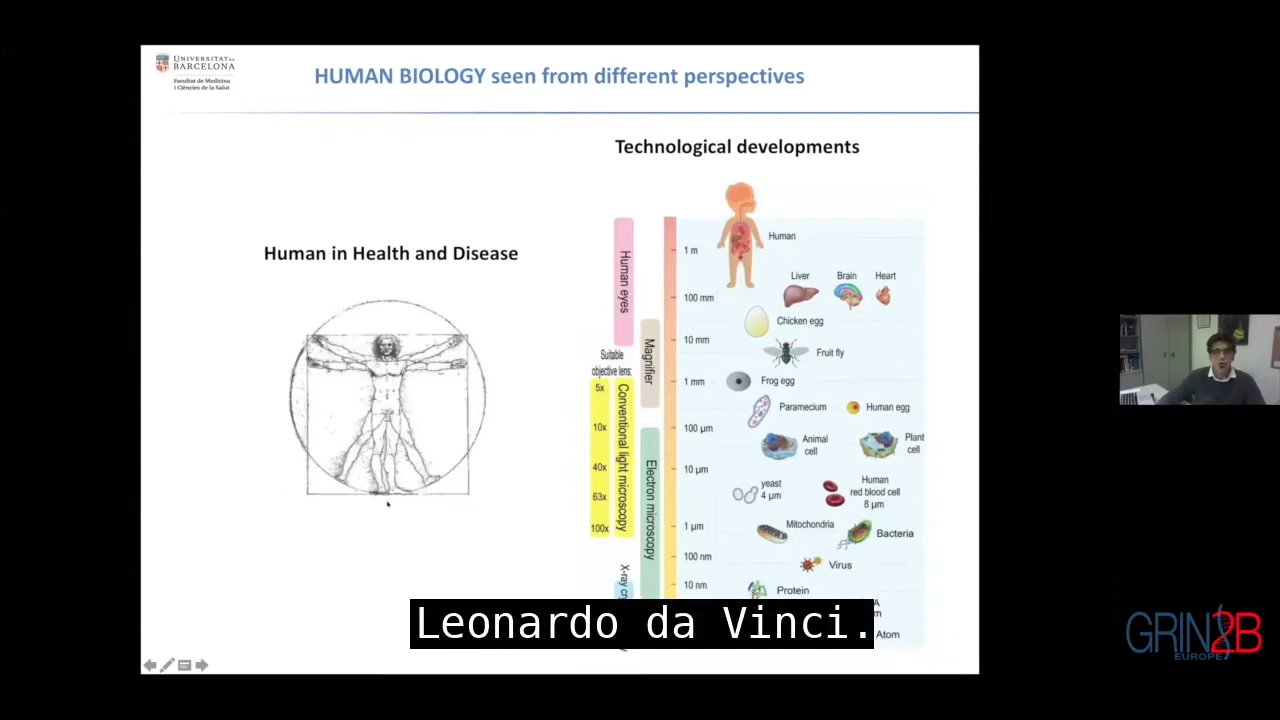 UNIVERSITAT DE
BARCELONA
Facultat de Medicina
i Ciències de la Salut
HUMAN BIOLOGY seen from different perspectives
Technological developments
Human in Health and Disease
Human eyes
Magnifier
Suitable
objective lens:
5x
10x
40x
63x
100x
Conventional light microscopy
Electron microscopy
X-ray
1 m
100 mm
10 mm
1 mm
100 µm
10 µm
1 µm
100 nm
10 nm
Human
Liver
Brain
Heart
Chicken egg
Fruit fly
Frog egg
Paramecium
Human egg
Animal
cell
Plant
cell
yeast
4 µm
Human
red blood cell
8 µm
Mitochondria
Bacteria
Virus
Protein
Atom
Leonardo da Vinci.
GRIN2B
EUROPE